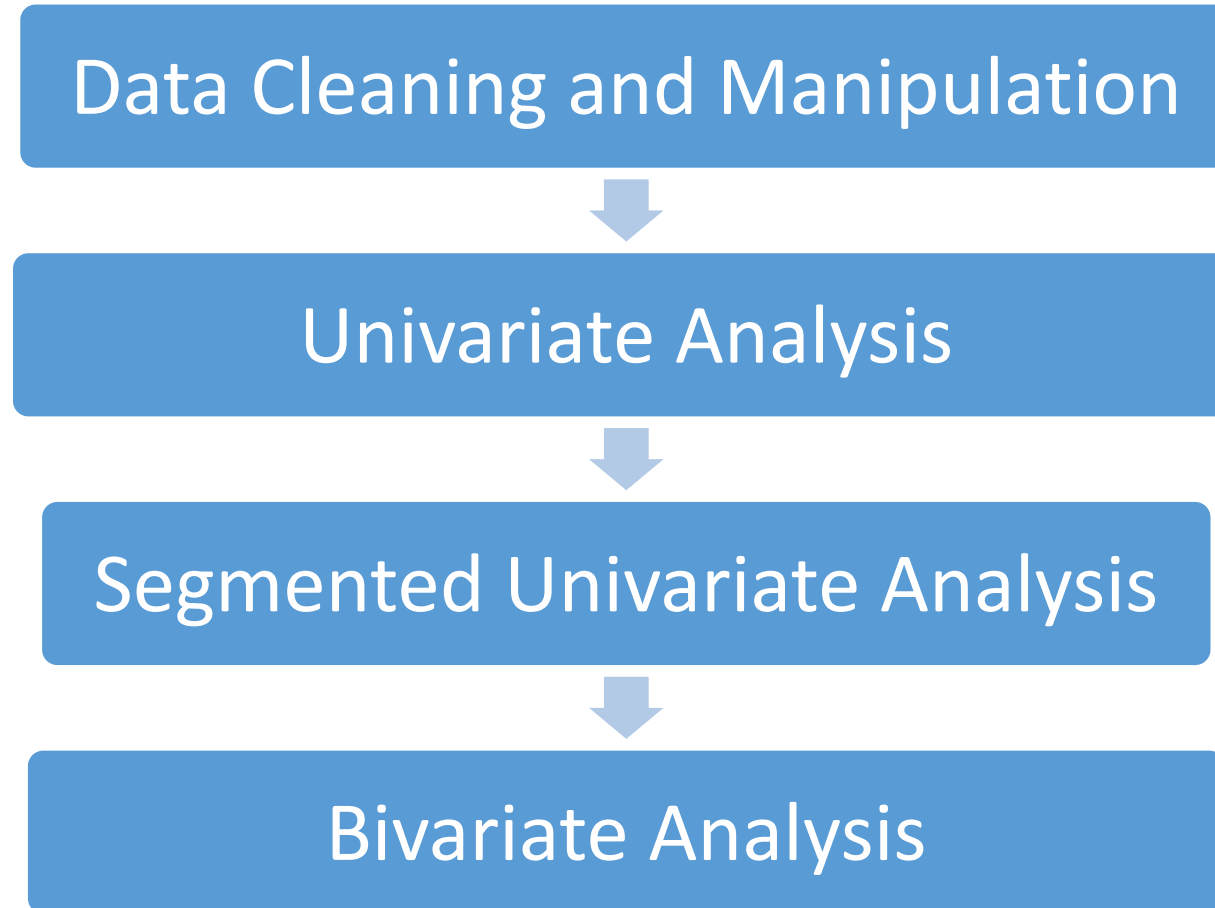 Data Cleaning and Manipulation
Univariate Analysis
Segmented Univariate Analysis
Bivariate Analysis